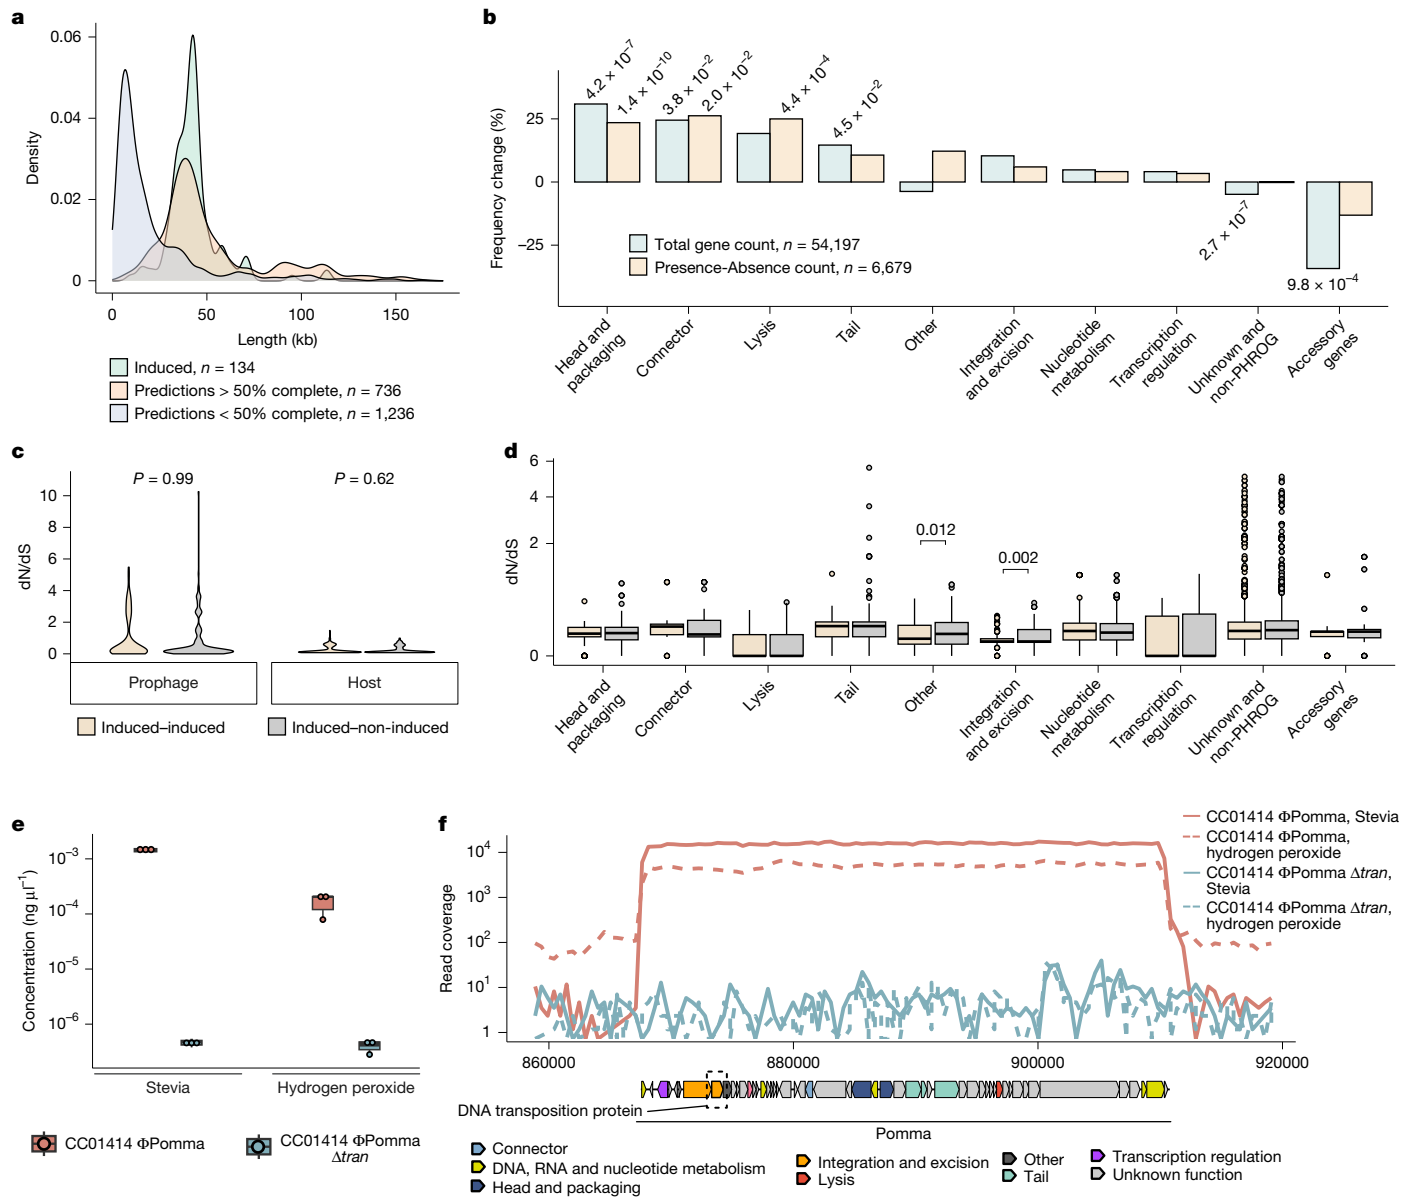 a
0.06
0.04
0.02
0
Density
0
50
100
150
Length (kb)
Induced, n = 134
Predictions > 50% complete, n = 736
Predictions < 50% complete, n = 1,236
b
4.2 × 10⁻⁷
1.4 × 10⁻¹⁰
3.8 × 10⁻²
2.0 × 10⁻²
4.4 × 10⁻⁴
4.5 × 10⁻²
2.7 × 10⁻⁷
9.8 × 10⁻⁴
25
0
−25
Frequency change (%)
Total gene count, n = 54,197
Presence-Absence count, n = 6,679
Head and
packaging
Connector
Lysis
Tail
Other
Integration
and excision
Nucleotide
metabolism
Transcription
regulation
Unknown and
non-PHROG
Accessory
genes
c
P = 0.99
P = 0.62
10
8
6
4
2
0
dN/dS
Prophage
Host
Induced–induced
Induced–non-induced
d
6
4
2
0
dN/dS
0.012
0.002
Head and
packaging
Connector
Lysis
Tail
Other
Integration
and excision
Nucleotide
metabolism
Transcription
regulation
Unknown and
non-PHROG
Accessory
genes
e
10⁻³
10⁻⁴
10⁻⁵
10⁻⁶
Concentration (ng μl⁻¹)
Stevia
Hydrogen peroxide
CC01414 ΦPomma
CC01414 ΦPomma
Δtran
f
CC01414 ΦPomma, Stevia
CC01414 ΦPomma,
hydrogen peroxide
CC01414 ΦPomma Δtran,
Stevia
CC01414 ΦPomma Δtran,
hydrogen peroxide
10⁴
10³
10²
10¹
1
Read coverage
860000
880000
900000
920000
DNA transposition protein
Pomma
Connector
DNA, RNA and nucleotide metabolism
Head and packaging
Integration and excision
Lysis
Other
Tail
Transcription regulation
Unknown function